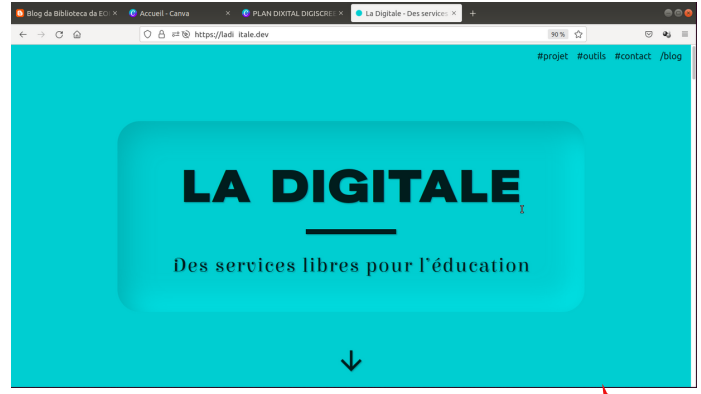 Blog da Biblioteca da EO
Accueil - Canva
PLAN DIXITAL DIGISCREE
La Digitale - Des services
https://ladi itale.dev
90 %
#projet #outils #contact /blog
LA DIGITALE
Des services libres pour l'éducation